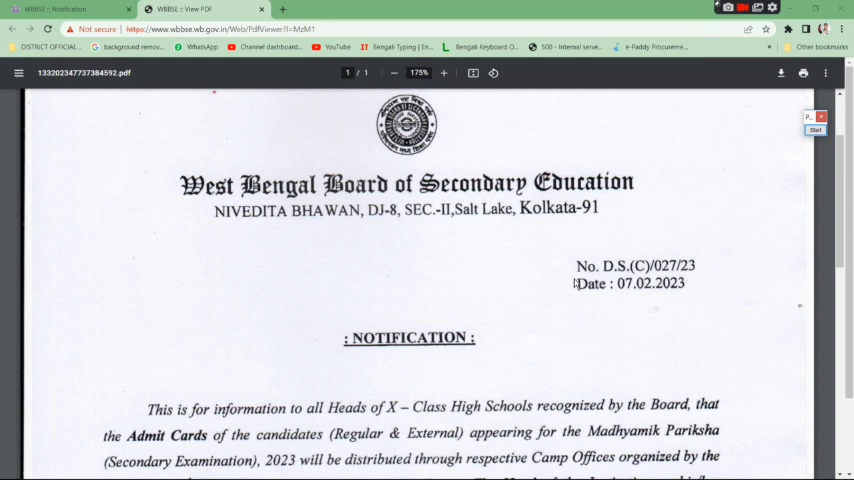 WBBSE :: Notification
WBBSE :: View PDF
Not secure | https://www.wbbse.wb.gov.in/Web/PdfViewer?l=MzM1
DISTRICT OFFICIAL...
background remov...
WhatsApp
Channel dashboard...
YouTube
Bengali Typing | En...
Bengali Keyboard O...
500 - Internal serve...
e-Paddy Procureme...
»
Other bookmarks
133202347737384592.pdf
1 / 1
175%
P...
Start
West Bengal Board of Secondary Education
NIVEDITA BHAWAN, DJ-8, SEC.-II,Salt Lake, Kolkata-91
No. D.S.(C)/027/23
Date : 07.02.2023
: NOTIFICATION :
This is for information to all Heads of X – Class High Schools recognized by the Board, that
the Admit Cards of the candidates (Regular & External) appearing for the Madhyamik Pariksha
(Secondary Examination), 2023 will be distributed through respective Camp Offices organized by the